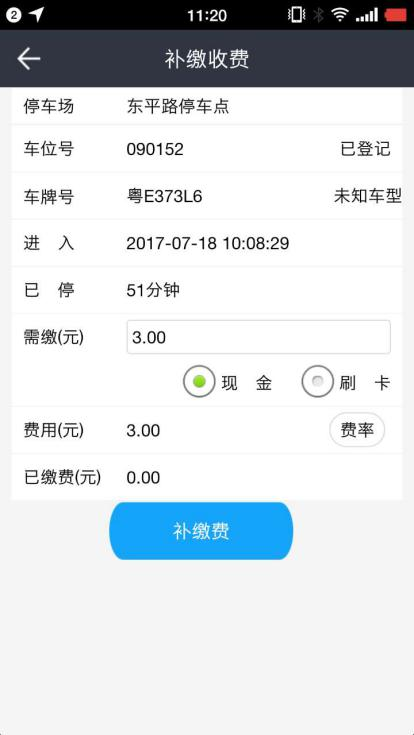 2 11:20
补缴收费
停车场 东平路停车点
车位号 090152 已登记
车牌号 粤E373L6 未知车型
进 入 2017-07-18 10:08:29
已 停 51分钟
需缴(元) 3.00
现 金 刷 卡
费用(元) 3.00 费率
已缴费(元) 0.00
补缴费